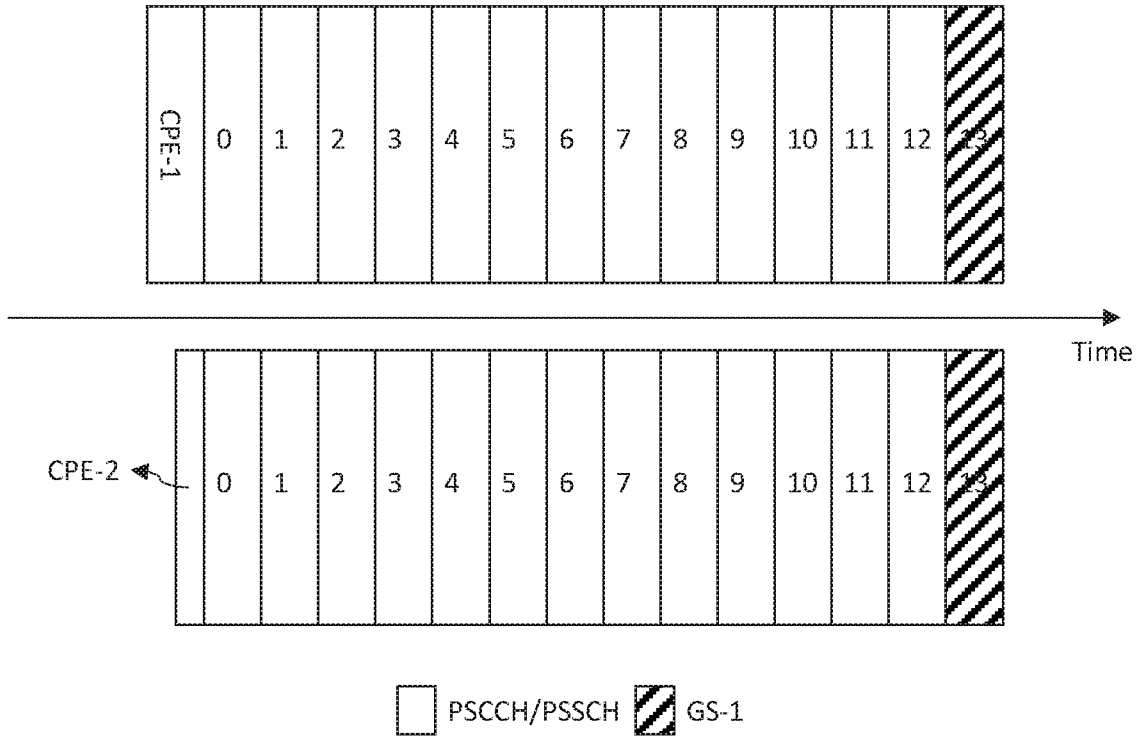 CPE-1 0 1 2 3 4 5 6 7 8 9 10 11 12 13
Time
CPE-2 0 1 2 3 4 5 6 7 8 9 10 11 12 13
PSCCH/PSSCH GS-1